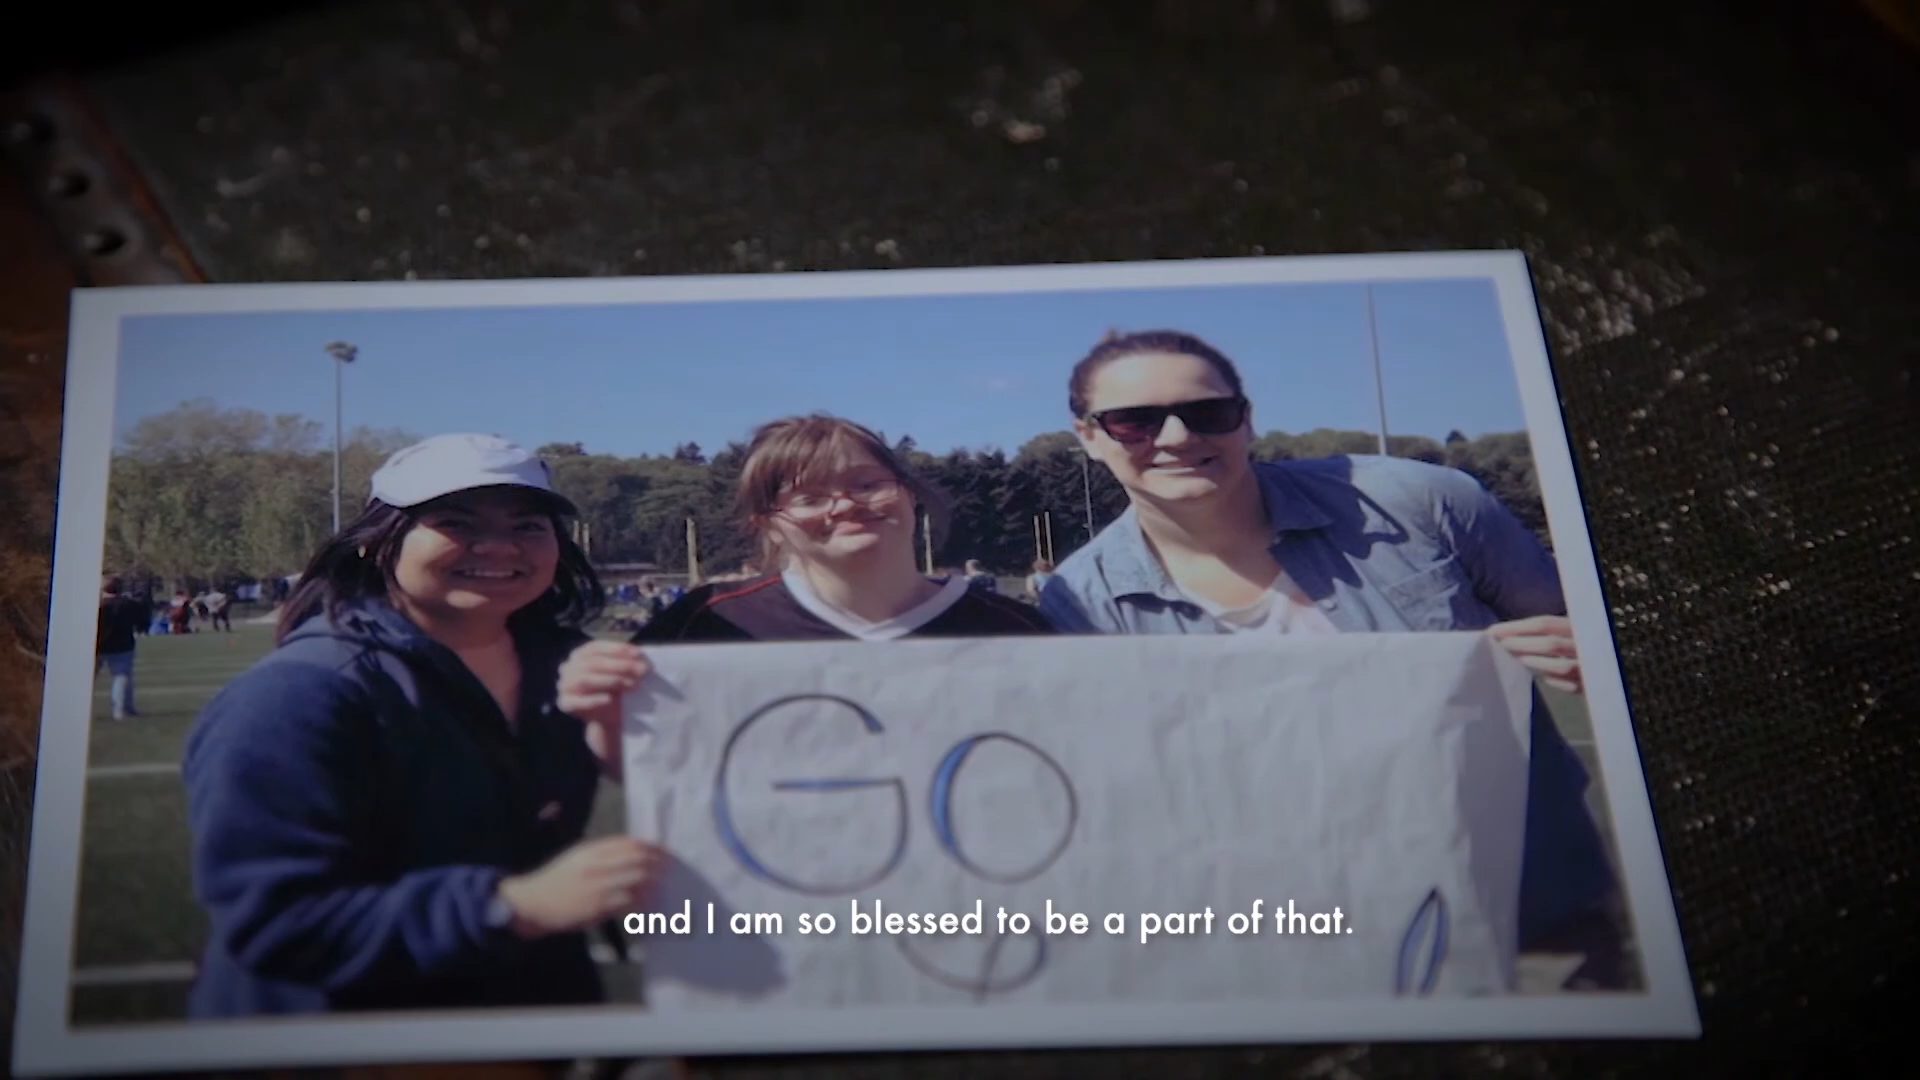 Go
and I am so blessed to be a part of that.